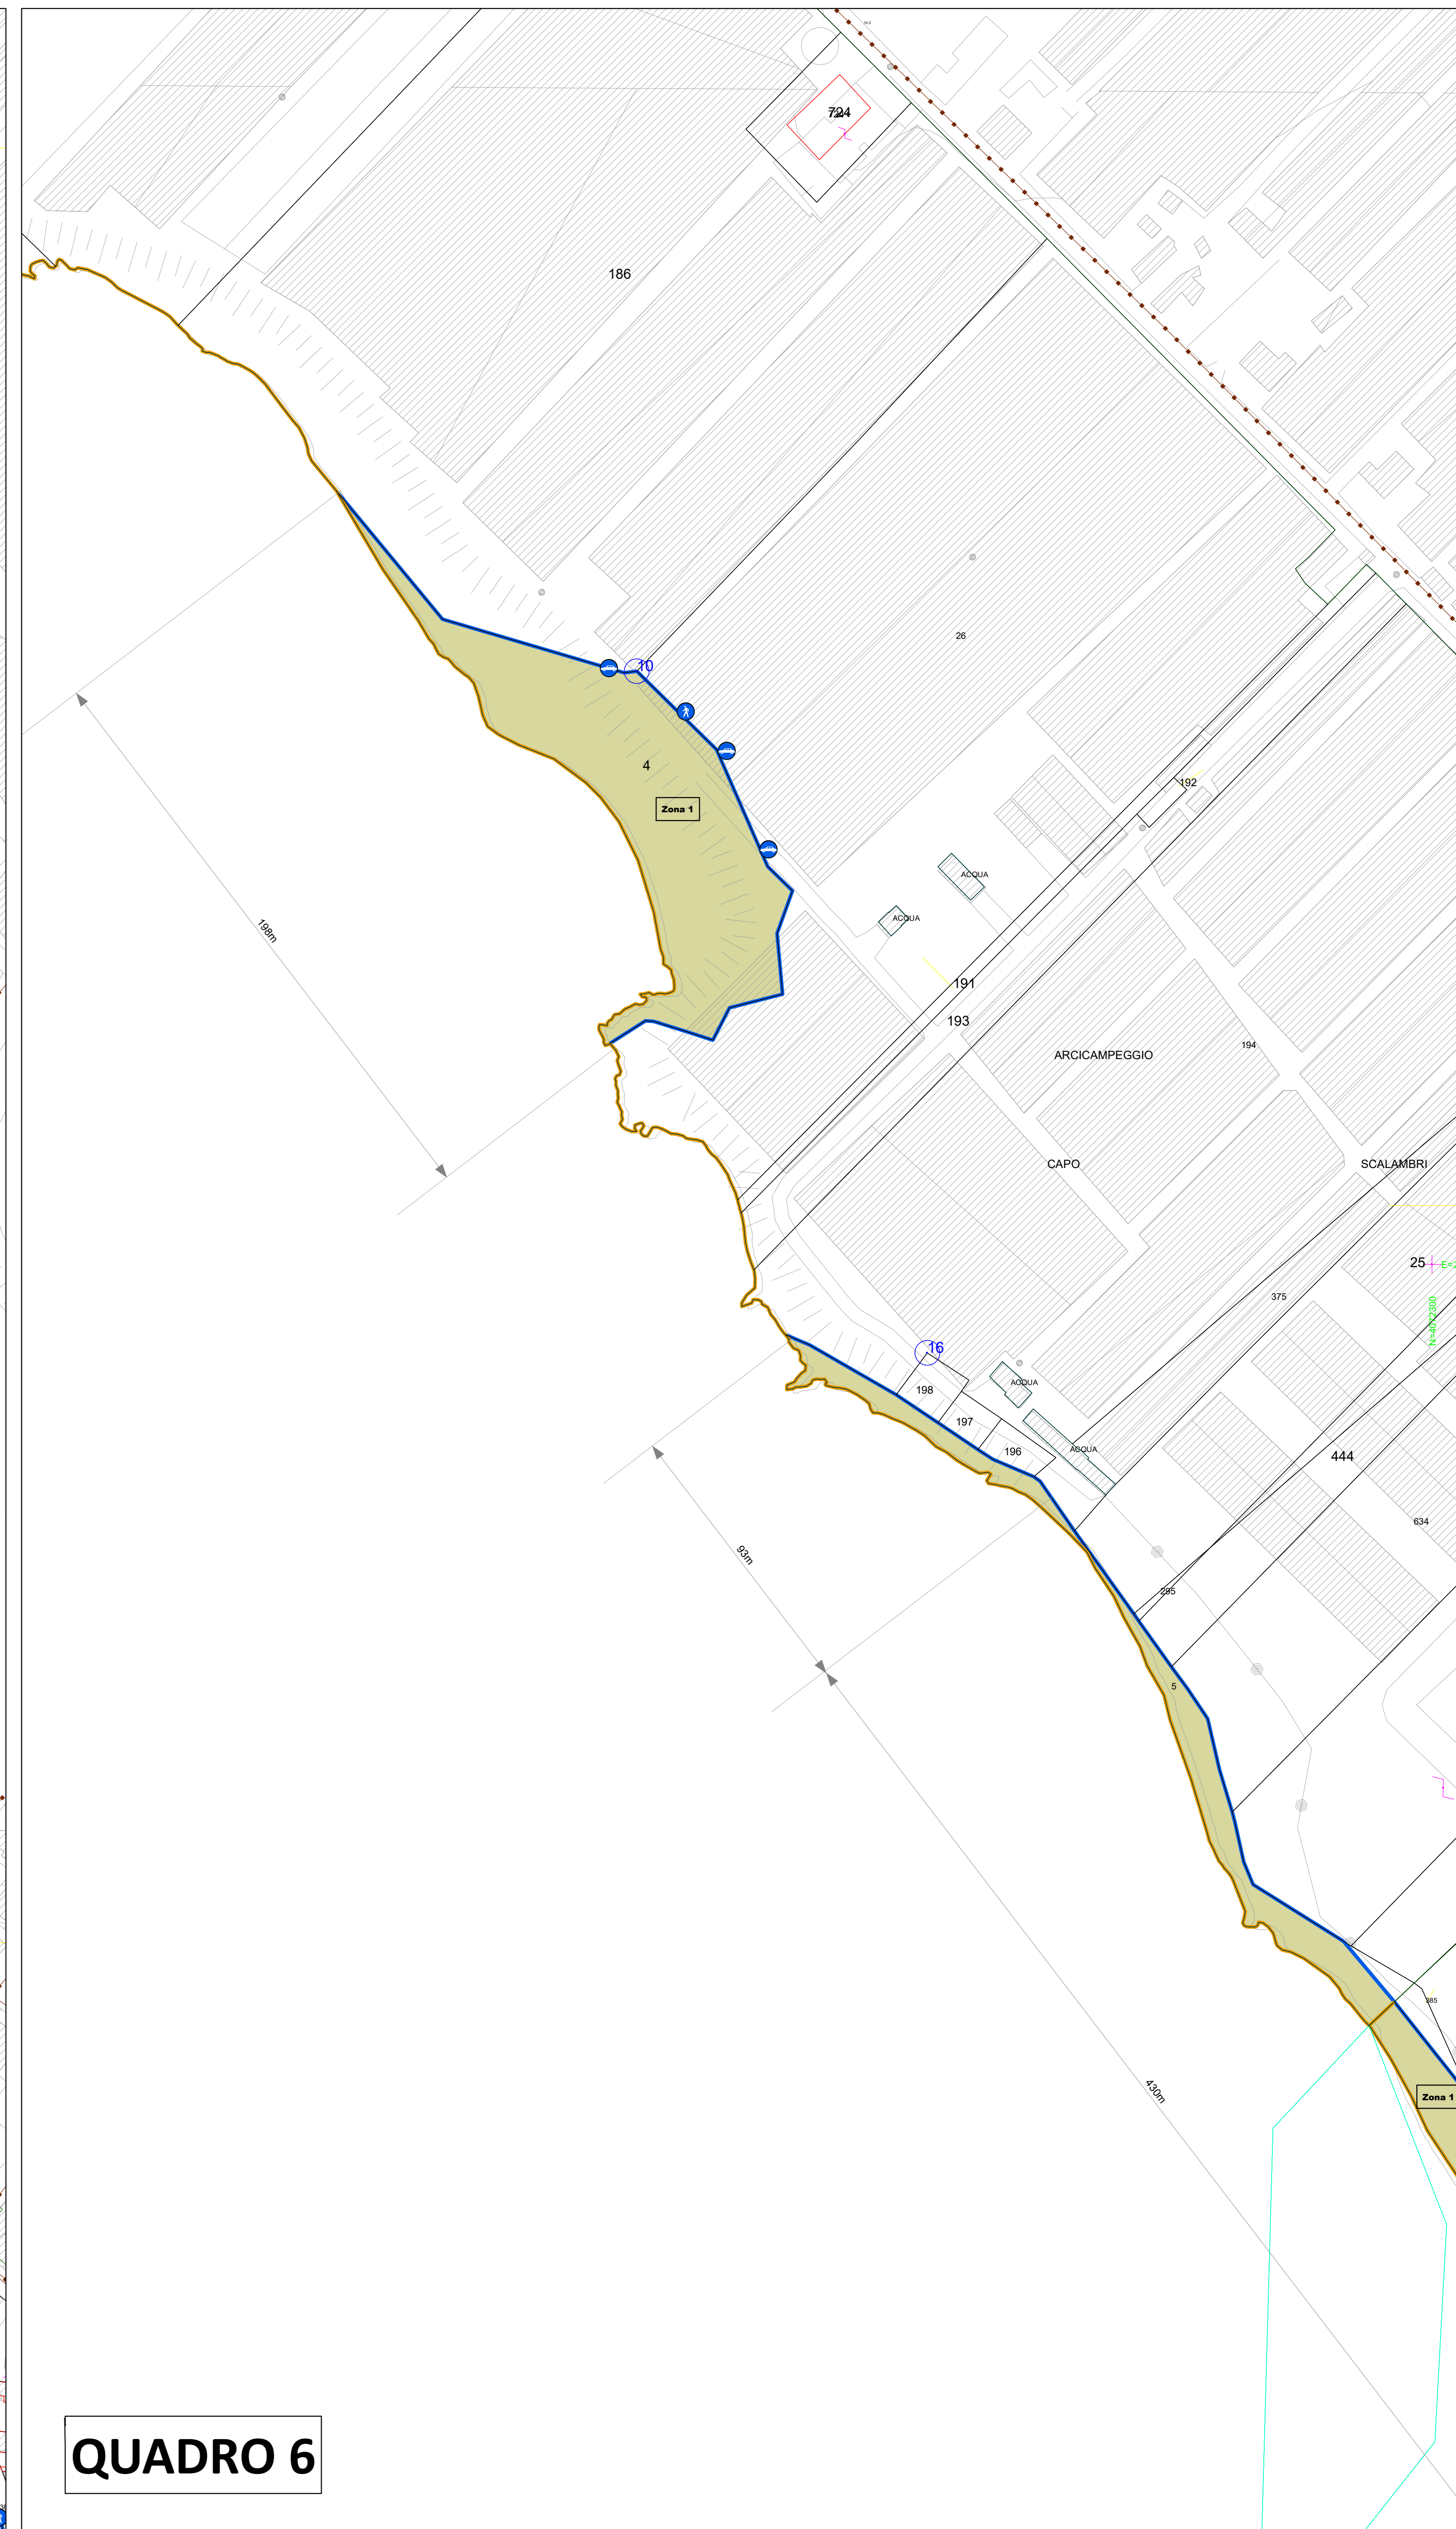 724
186
26
10
4
Zona 1
192
ACQUA
ACQUA
191
193
ARCICAMPEGGIO
194
198m
CAPO
SCALAMBRI
25
375
16
ACQUA
198
197
ACQUA
196
444
634
93m
295
5
385
430m
Zona 1
QUADRO 6